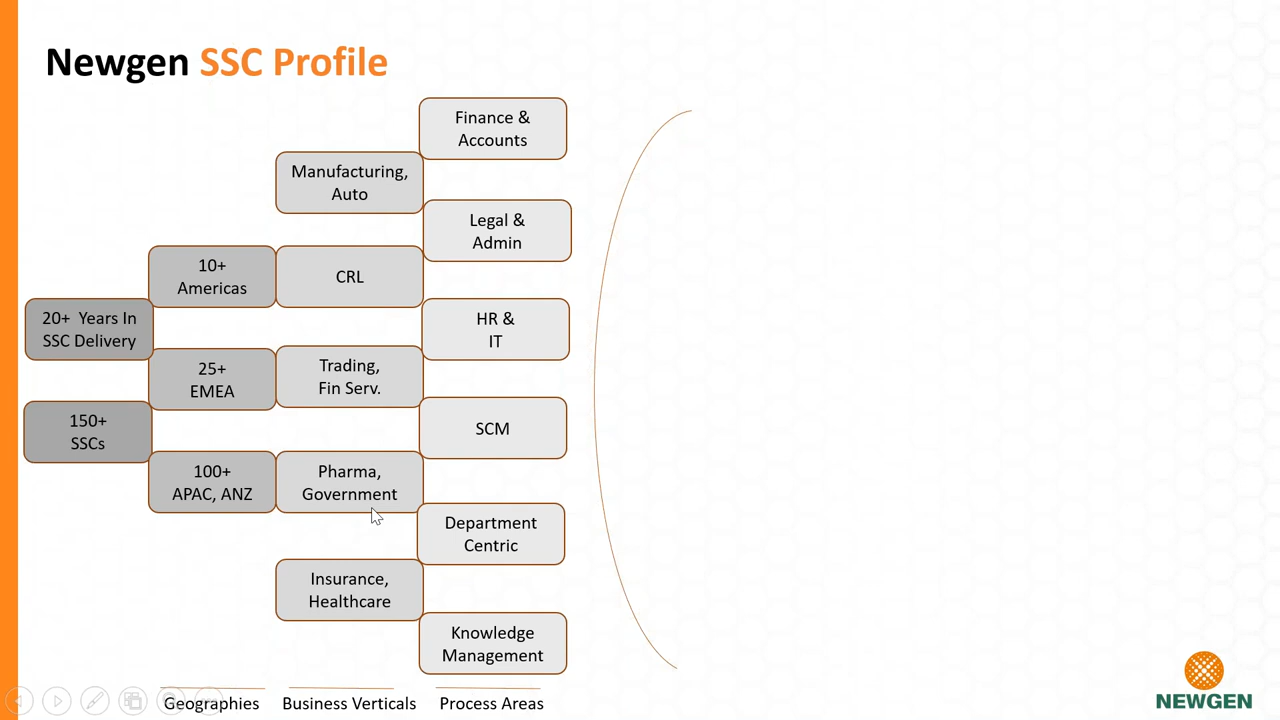 Newgen SSC Profile
20+  Years In
SSC Delivery
150+
SSCs
10+
Americas
25+
EMEA
100+
APAC, ANZ
Manufacturing,
Auto
CRL
Trading,
Fin Serv.
Pharma,
Government
Insurance,
Healthcare
Finance &
Accounts
Legal &
Admin
HR &
IT
SCM
Department
Centric
Knowledge
Management
Geographies
Business Verticals
Process Areas
NEWGEN